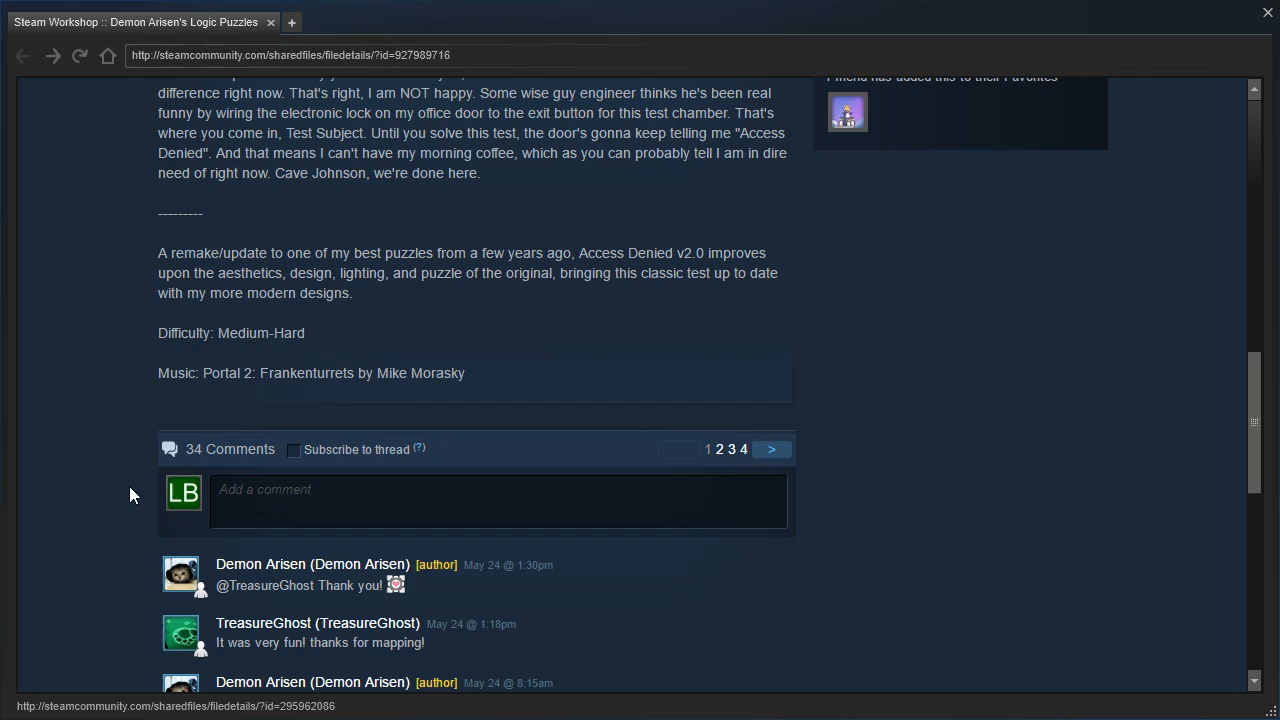 Steam Workshop :: Demon Arisen's Logic Puzzles
http://steamcommunity.com/sharedfiles/filedetails/?id=927989716
Friend has added this to their Favorites
difference right now. That's right, I am NOT happy. Some wise guy engineer thinks he's been real
funny by wiring the electronic lock on my office door to the exit button for this test chamber. That's
where you come in, Test Subject. Until you solve this test, the door's gonna keep telling me "Access
Denied". And that means I can't have my morning coffee, which as you can probably tell I am in dire
need of right now. Cave Johnson, we're done here.
---------
A remake/update to one of my best puzzles from a few years ago, Access Denied v2.0 improves
upon the aesthetics, design, lighting, and puzzle of the original, bringing this classic test up to date
with my more modern designs.
Difficulty: Medium-Hard
Music: Portal 2: Frankenturrets by Mike Morasky
34 Comments Subscribe to thread (?) 1 2 3 4 >
LB Add a comment
Demon Arisen (Demon Arisen) [author] May 24 @ 1:30pm
@TreasureGhost Thank you!
TreasureGhost (TreasureGhost) May 24 @ 1:18pm
It was very fun! thanks for mapping!
Demon Arisen (Demon Arisen) [author] May 24 @ 8:15am
http://steamcommunity.com/sharedfiles/filedetails/?id=295962086